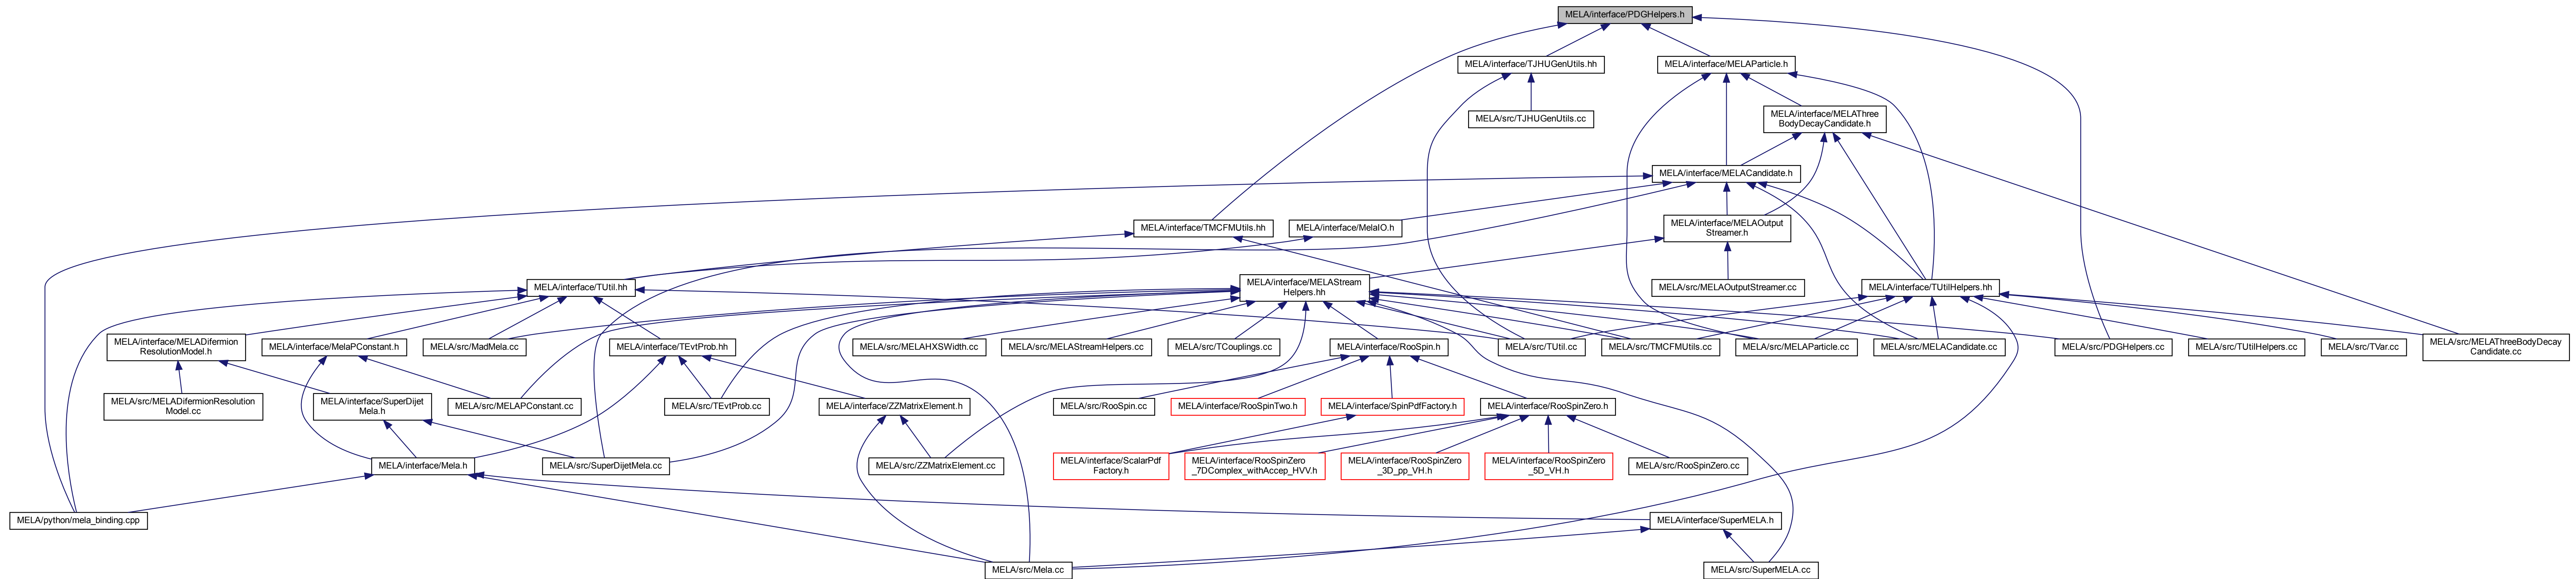 MELA/interface/PDGHelpers.h
MELA/interface/TJHUGenUtils.hh
MELA/interface/MELAParticle.h
MELA/src/TJHUGenUtils.cc
MELA/interface/MELAThree
BodyDecayCandidate.h
MELA/interface/MELACandidate.h
MELA/interface/TMCFMUtils.hh
MELA/interface/MelaIO.h
MELA/interface/MELAOutput
Streamer.h
MELA/interface/TUtil.hh
MELA/interface/MELAStream
Helpers.hh
MELA/src/MELAOutputStreamer.cc
MELA/interface/TUtilHelpers.hh
MELA/interface/MELADifermion
ResolutionModel.h
MELA/interface/MelaPConstant.h
MELA/src/MadMela.cc
MELA/interface/TEvtProb.hh
MELA/src/MELAHXSWidth.cc
MELA/src/MELAStreamHelpers.cc
MELA/src/TCouplings.cc
MELA/interface/RooSpin.h
MELA/src/TUtil.cc
MELA/src/TMCFMUtils.cc
MELA/src/MELAParticle.cc
MELA/src/MELACandidate.cc
MELA/src/PDGHelpers.cc
MELA/src/TUtilHelpers.cc
MELA/src/TVar.cc
MELA/src/MELAThreeBodyDecay
Candidate.cc
MELA/src/MELADifermionResolution
Model.cc
MELA/interface/SuperDijet
Mela.h
MELA/src/MELAPConstant.cc
MELA/src/TEvtProb.cc
MELA/interface/ZZMatrixElement.h
MELA/src/RooSpin.cc
MELA/interface/RooSpinTwo.h
MELA/interface/SpinPdfFactory.h
MELA/interface/RooSpinZero.h
MELA/interface/Mela.h
MELA/src/SuperDijetMela.cc
MELA/src/ZZMatrixElement.cc
MELA/interface/ScalarPdf
Factory.h
MELA/interface/RooSpinZero
_7DComplex_withAccep_HVV.h
MELA/interface/RooSpinZero
_3D_pp_VH.h
MELA/interface/RooSpinZero
_5D_VH.h
MELA/src/RooSpinZero.cc
MELA/python/mela_binding.cpp
MELA/interface/SuperMELA.h
MELA/src/Mela.cc
MELA/src/SuperMELA.cc